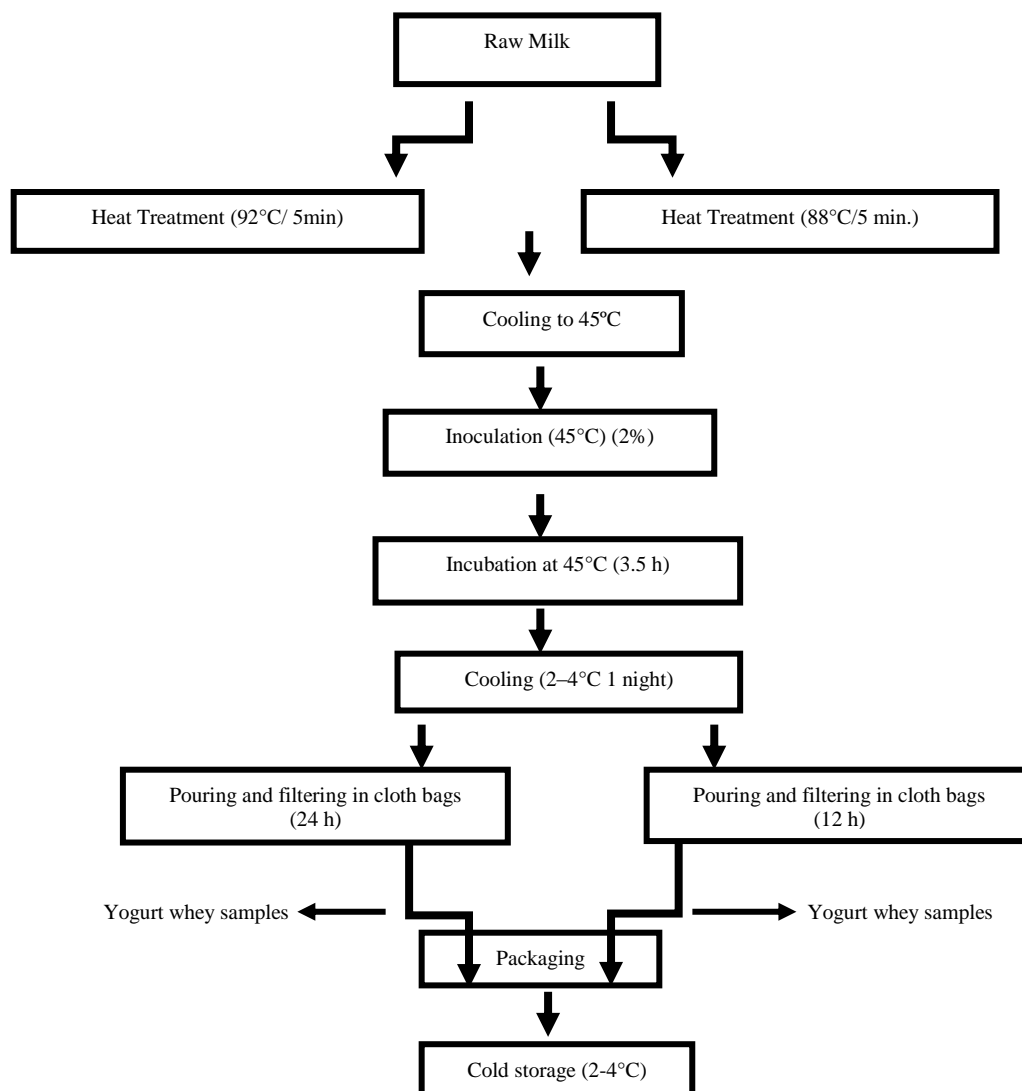 Raw Milk
Heat Treatment (92°C/ 5min)
Heat Treatment (88°C/5 min.)
Cooling to 45ºC
Inoculation (45°C) (2%)
Incubation at 45°C (3.5 h)
Cooling (2–4°C 1 night)
Pouring and filtering in cloth bags
(24 h)
Pouring and filtering in cloth bags
(12 h)
Yogurt whey samples
Yogurt whey samples
Packaging
Cold storage (2-4°C)